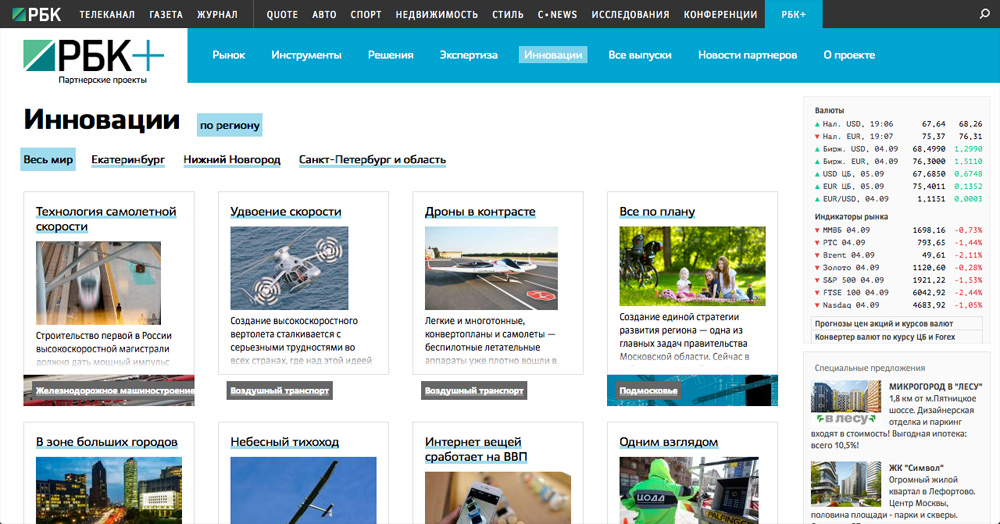 РБК ТЕЛЕКАНАЛ ГАЗЕТА ЖУРНАЛ QUOTE АВТО СПОРТ НЕДВИЖИМОСТЬ СТИЛЬ C•NEWS ИССЛЕДОВАНИЯ КОНФЕРЕНЦИИ РБК+
РБК+
Партнерские проекты
Рынок Инструменты Решения Экспертиза Инновации Все выпуски Новости партнеров О проекте
Инновации по региону
Весь мир Екатеринбург Нижний Новгород Санкт-Петербург и область
Технология самолетной
скорости
Строительство первой в России
высокоскоростной магистрали
должно дать мощный импульс
Железнодорожное машиностроение
Удвоение скорости
Создание высокоскоростного
вертолета сталкивается с
серьезными трудностями во
всех странах, где над этой идеей
Воздушный транспорт
Дроны в контрасте
Легкие и многотонные,
конвертопланы и самолеты —
беспилотные летательные
аппараты уже плотно вошли в
Воздушный транспорт
Все по плану
Создание единой стратегии
развития региона — одна из
главных задач правительства
Московской области. Сейчас в
Подмосковье
В зоне больших городов
Небесный тихоход
Интернет вещей
сработает на ВВП
Одним взглядом
ЦОДД
PALFINGER
Валюты
Нал. USD, 19:06 67,64 68,26
Нал. EUR, 19:07 75,37 76,31
Бирж. USD, 04.09 68,4990 1,2990
Бирж. EUR, 04.09 76,3000 1,5110
USD ЦБ, 05.09 67,6850 0,6748
EUR ЦБ, 05.09 75,4011 0,1352
EUR/USD, 04.09 1,1151 0,0003
Индикаторы рынка
ММВБ 04.09 1698,16 -0,73%
РТС 04.09 793,65 -1,44%
Brent 04.09 49,61 -2,11%
Золото 04.09 1120,60 -0,28%
S&P 500 04.09 1921,22 -1,53%
FTSE 100 04.09 6042,92 -2,44%
Nasdaq 04.09 4683,92 -1,05%
Прогнозы цен акций и курсов валют
Конвертер валют по курсу ЦБ и Forex
Специальные предложения
в лесу
МИКРОГОРОД В "ЛЕСУ"
1,8 км от м.Пятницкое
шоссе. Дизайнерская
отделка и паркинг
входят в стоимость! Выгодная ипотека:
всего 10,5%!
ЖК "Символ"
Огромный жилой
квартал в Лефортово.
Центр Москвы,
половина площади - парки и скверы.